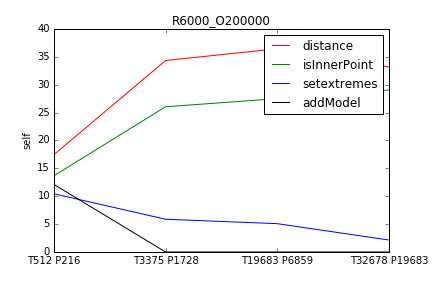 R6000_O200000
40
35
30
25
20
15
10
5
0
self
distance
isInnerPoint
setextremes
addModel
T512 P216
T3375 P1728
T19683 P6859
T32678 P19683